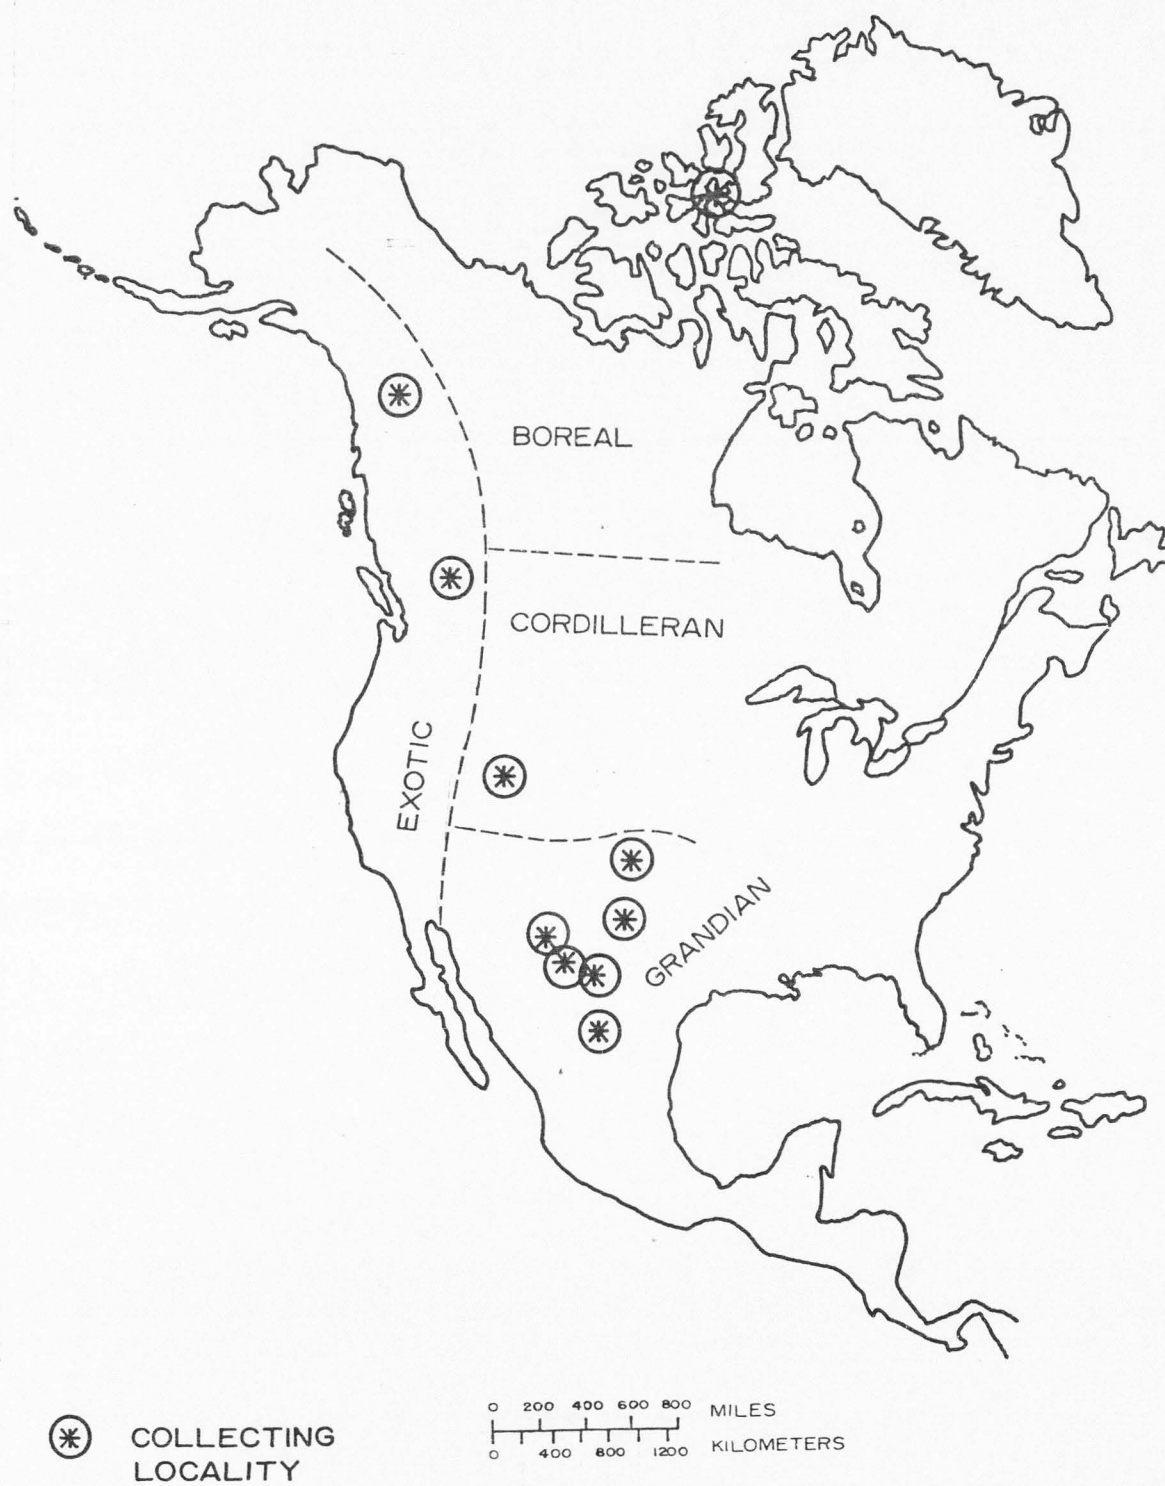 BOREAL
CORDILLERAN
EXOTIC
GRANDIAN
COLLECTING
LOCALITY
0 200 400 600 800 MILES
0 400 800 1200 KILOMETERS